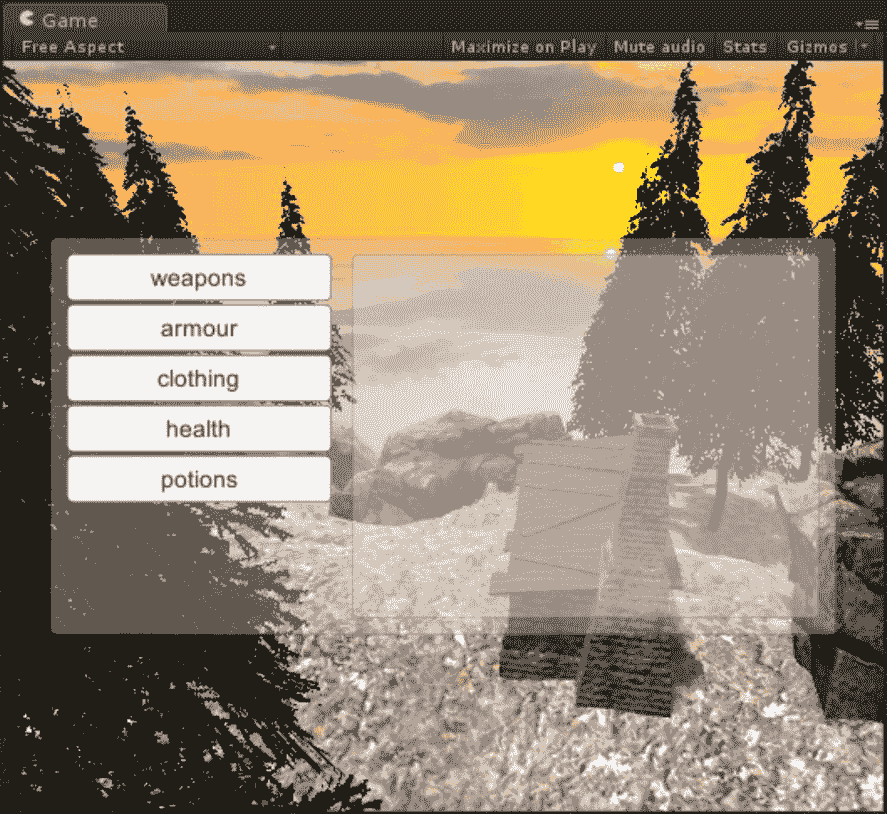 Game
Free Aspect Maximize on Play Mute audio Stats Gizmos
weapons
armour
clothing
health
potions